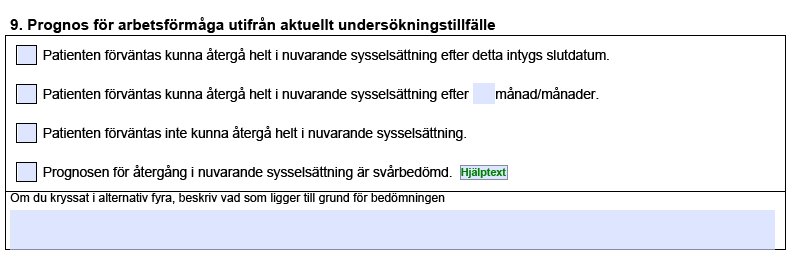 9. Prognos för arbetsförmåga utifrån aktuellt undersökningstillfälle
Patienten förväntas kunna återgå helt i nuvarande sysselsättning efter detta intygs slutdatum.
Patienten förväntas kunna återgå helt i nuvarande sysselsättning efter månad/månader.
Patienten förväntas inte kunna återgå helt i nuvarande sysselsättning.
Prognosen för återgång i nuvarande sysselsättning är svårbedömd. Hjälptext
Om du kryssat i alternativ fyra, beskriv vad som ligger till grund för bedömningen